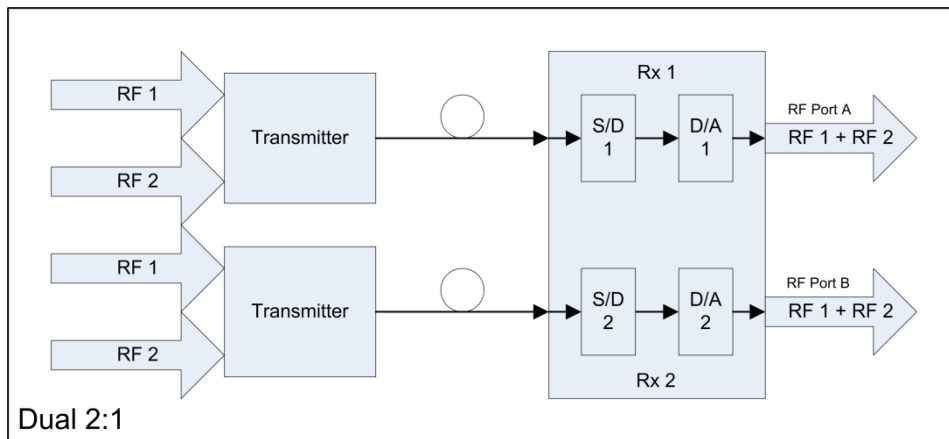 RF 1
RF 2
Transmitter
Rx 1
S/D
1
D/A
1
RF Port A
RF 1 + RF 2
RF 1
RF 2
Transmitter
S/D
2
D/A
2
Rx 2
RF Port B
RF 1 + RF 2
Dual 2:1